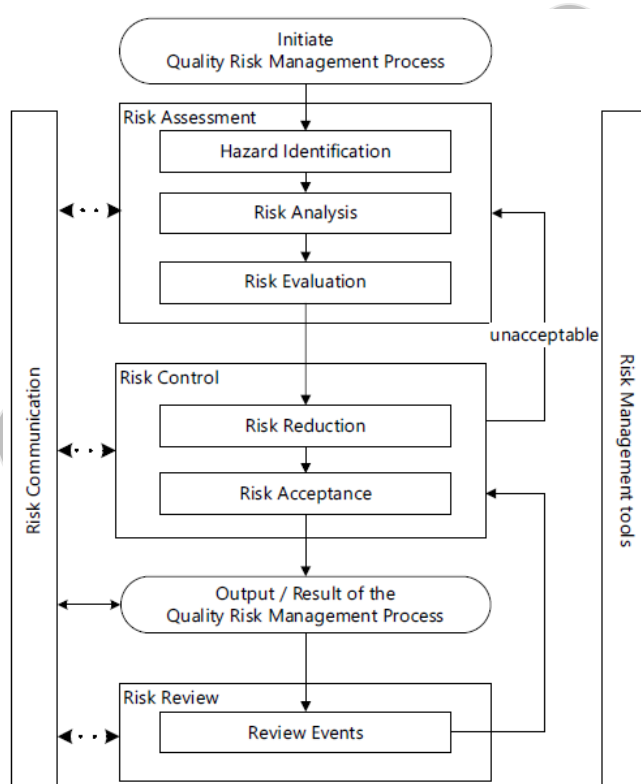 Initiate
Quality Risk Management Process
Risk Assessment
Hazard Identification
Risk Analysis
Risk Evaluation
unacceptable
Risk Control
Risk Reduction
Risk Acceptance
Output / Result of the
Quality Risk Management Process
Risk Review
Review Events
Risk Communication
Risk Management tools